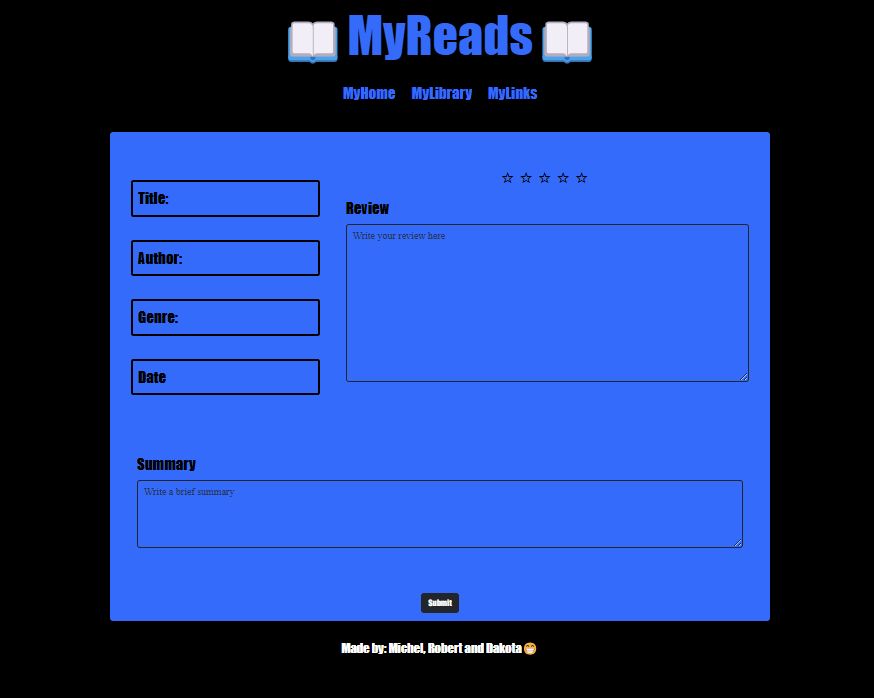 MyReads
MyHome MyLibrary MyLinks
Title:
Author:
Genre:
Date
Review
Write your review here
Summary
Write a brief summary
Submit
Made by: Michel, Robert and Dakota😁